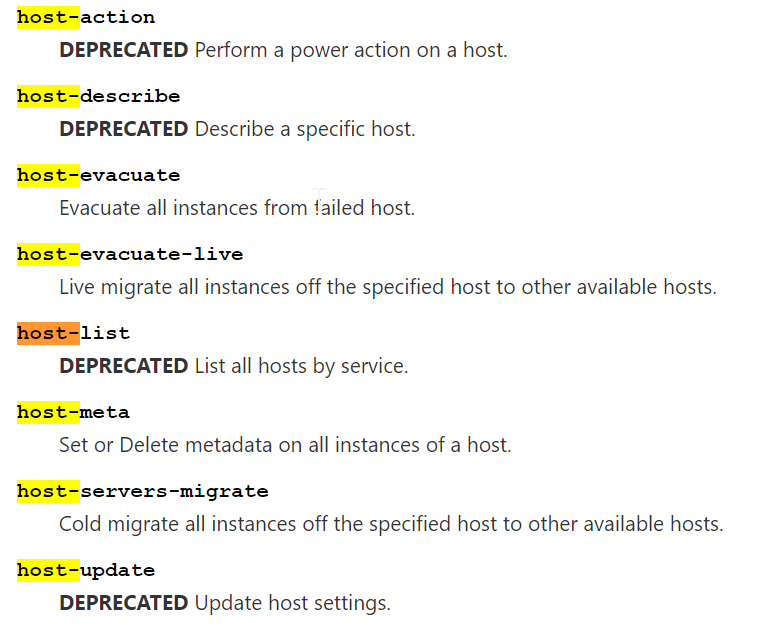 host-action
DEPRECATED Perform a power action on a host.
host-describe
DEPRECATED Describe a specific host.
host-evacuate
Evacuate all instances from failed host.
host-evacuate-live
Live migrate all instances off the specified host to other available hosts.
host-list
DEPRECATED List all hosts by service.
host-meta
Set or Delete metadata on all instances of a host.
host-servers-migrate
Cold migrate all instances off the specified host to other available hosts.
host-update
DEPRECATED Update host settings.